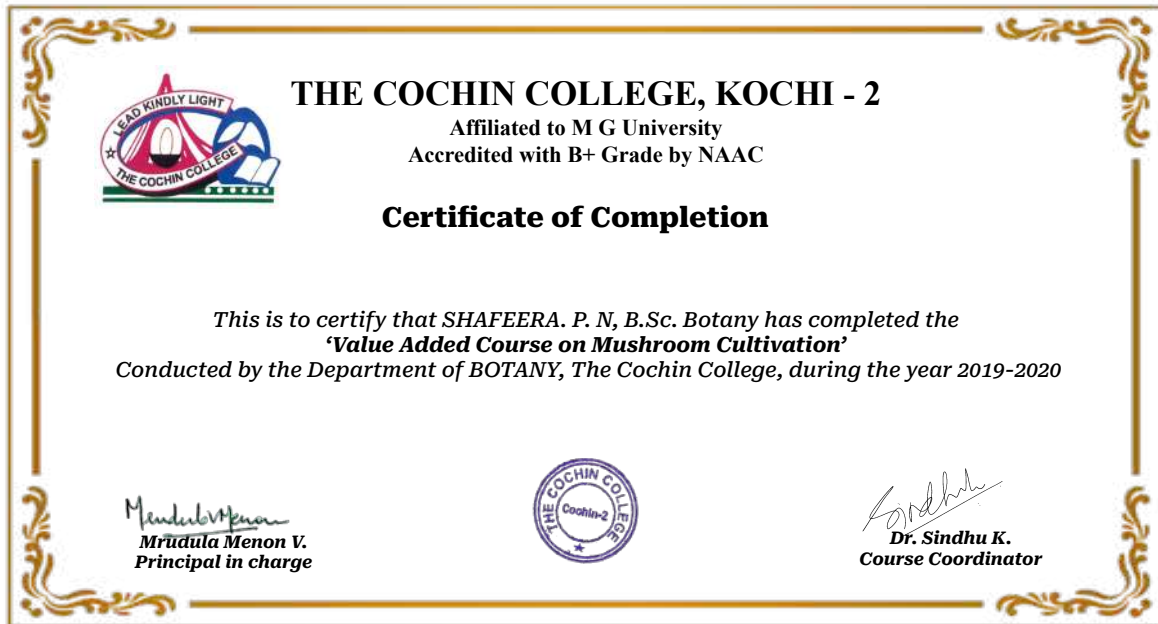 LEAD KINDLY LIGHT
THE COCHIN COLLEGE
THE COCHIN COLLEGE, KOCHI - 2
Affiliated to M G University
Accredited with B+ Grade by NAAC
Certificate of Completion
This is to certify that SHAFEERA. P. N, B.Sc. Botany has completed the
‘Value Added Course on Mushroom Cultivation’
Conducted by the Department of BOTANY, The Cochin College, during the year 2019-2020
THE COCHIN COLLEGE
Cochin-2
Sindhu
Mrudula Menon V.
Principal in charge
Dr. Sindhu K.
Course Coordinator